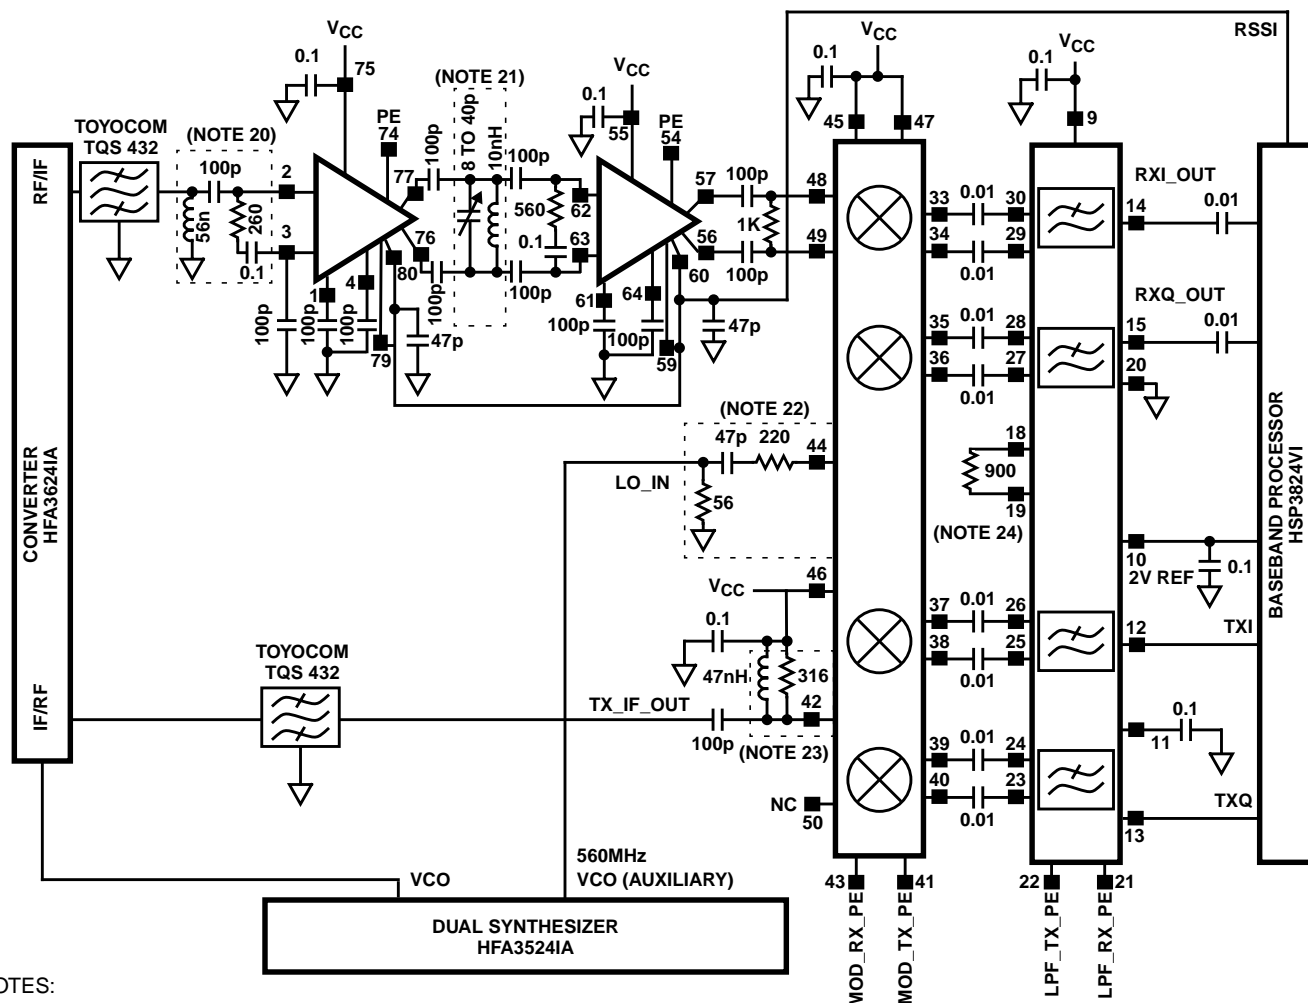 RSSI
VCC
0.1
75
(NOTE 21)
VCC
0.1
55
PE
74
PE
54
0.1
VCC
45
47
0.1
VCC
9
TOYOCOM
TQS 432
(NOTE 20)
100p
2
3
56n
260
0.1
100p
8 TO 40p
10nH
100p
77
76
80
1
4
100p
100p
100p
79
47p
100p
100p
560
0.1
62
63
57
56
60
61
64
100p
100p
59
47p
100p
1K
100p
48
49
33
0.01
30
34
29
0.01
RXI_OUT
14
0.01
35
0.01
28
36
27
0.01
RXQ_OUT
15
0.01
20
RF/IF
CONVERTER
HFA3624IA
IF/RF
(NOTE 22)
47p
220
44
LO_IN
56
18
900
19
(NOTE 24)
10
2V REF
0.1
BASEBAND PROCESSOR
HSP3824VI
VCC
46
0.1
47nH
316
42
TX_IF_OUT
100p
(NOTE 23)
37
0.01
26
38
25
0.01
12
TXI
0.1
11
TOYOCOM
TQS 432
39
0.01
24
40
23
0.01
NC
50
TXQ
13
VCO
560MHz
VCO (AUXILIARY)
43
41
22
21
MOD_RX_PE
MOD_TX_PE
LPF_TX_PE
LPF_RX_PE
DUAL SYNTHESIZER
HFA3524IA
OTES: